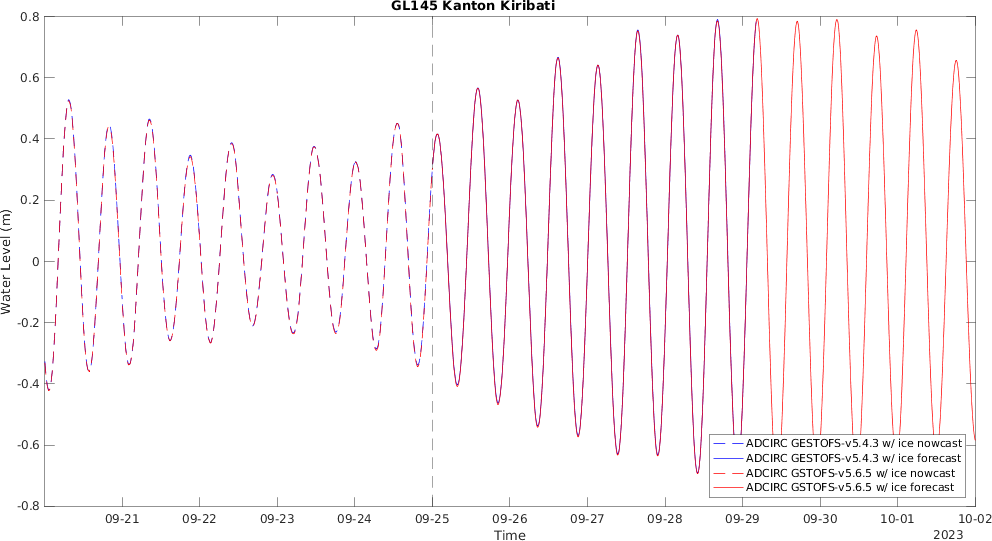 GL145 Kanton Kiribati
0.8
0.6
0.4
0.2
0
-0.2
-0.4
-0.6
-0.8
Water Level (m)
ADCIRC GESTOFS-v5.4.3 w/ ice nowcast
ADCIRC GESTOFS-v5.4.3 w/ ice forecast
ADCIRC GSTOFS-v5.6.5 w/ ice nowcast
ADCIRC GSTOFS-v5.6.5 w/ ice forecast
09-21 09-22 09-23 09-24 09-25 09-26 09-27 09-28 09-29 09-30 10-01 10-02
Time
2023